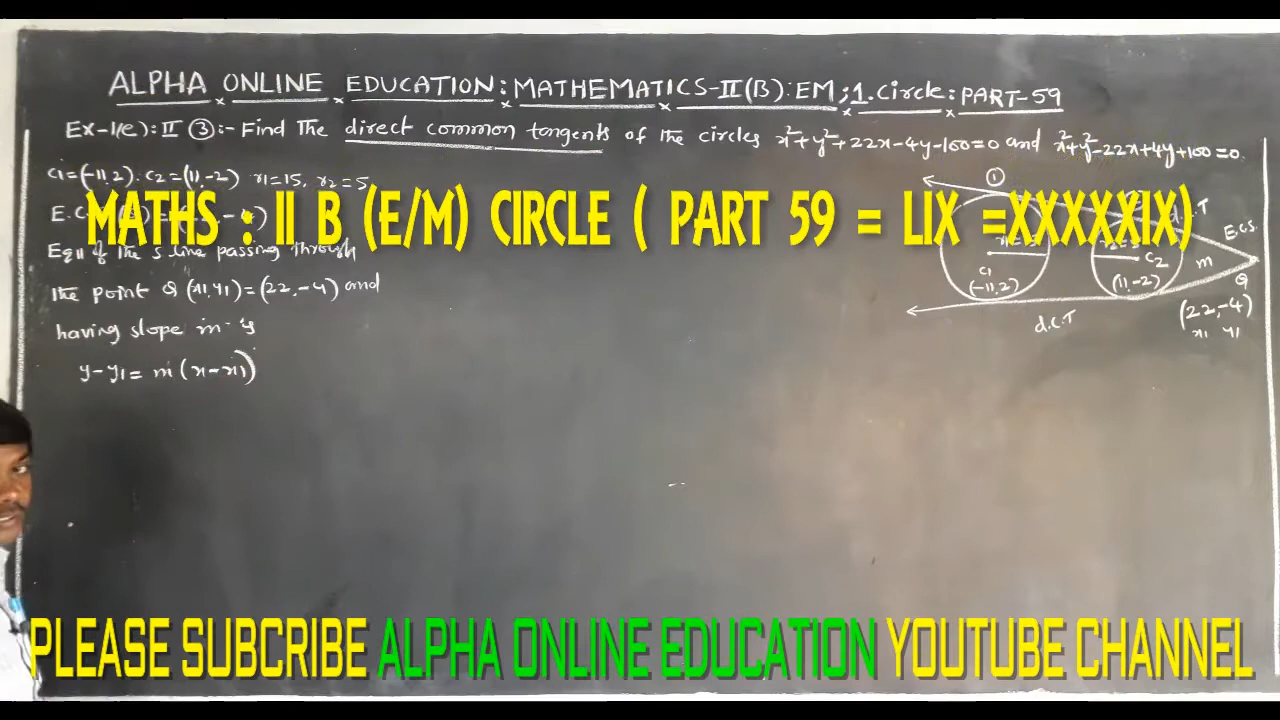 ALPHA ONLINE EDUCATION: MATHEMATICS-II(B): EM; 1. Circle: PART-59
Ex-1(e): II ③:- Find The direct common tangents of the circles x²+y²+22x-4y-100=0 and x²+y²-22x+4y+100=0.
C1=(-11,2). C2=(11,-2) r1=15, r2=5
E.C
MATHS : II B (E/M) CIRCLE ( PART 59 = LIX =XXXXXIX)
Eqn of the s line passing through
the point Q (x1,y1)=(22,-4) and
having slope 'm' is
y-y1= m(x-x1)
①
T
E.C.S.
C1
(-11,2)
C2
(11,-2)
m
Q
(22,-4)
x1 y1
d.C.T
PLEASE SUBCRIBE ALPHA ONLINE EDUCATION YOUTUBE CHANNEL